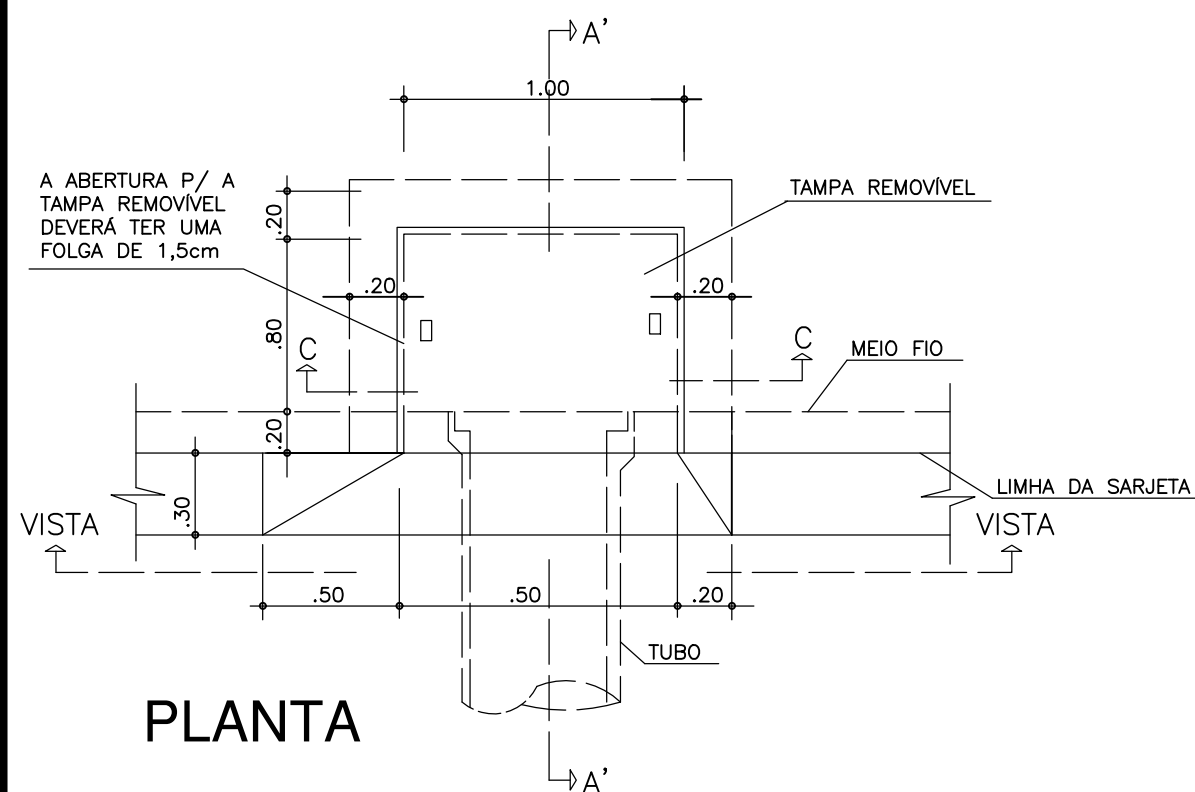 A'
1.00
A ABERTURA P/ A
TAMPA REMOVÍVEL
DEVERÁ TER UMA
FOLGA DE 1,5cm
TAMPA REMOVÍVEL
.20
.20
.20
.80
C
C
MEIO FIO
.20
.30
LIMHA DA SARJETA
VISTA
VISTA
.50
.50
.20
TUBO
PLANTA
A'